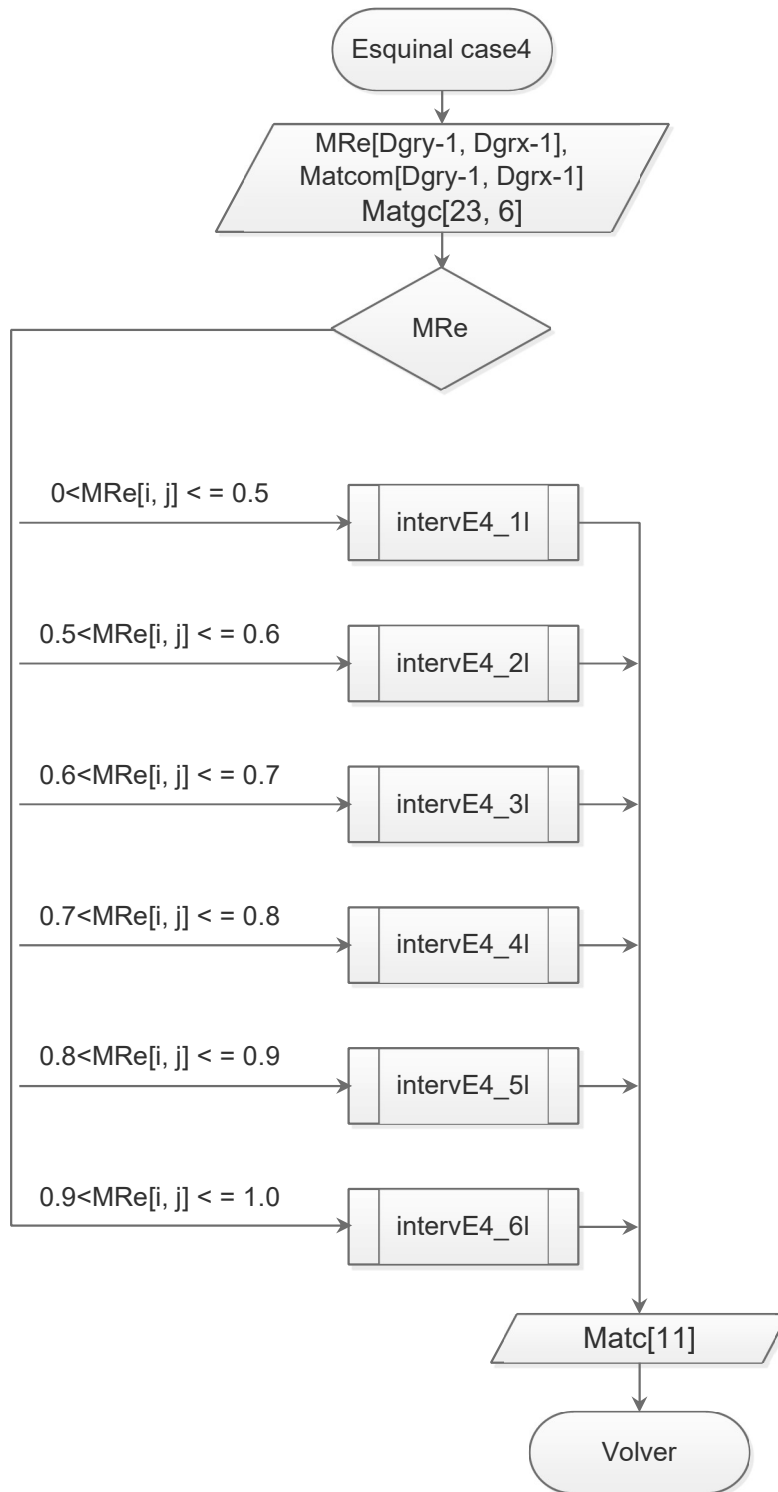 Esquinal case4
MRe[Dgry-1, Dgrx-1],
Matcom[Dgry-1, Dgrx-1]
Matgc[23, 6]
MRe
0<MRe[i, j] < = 0.5
intervE4_1l
0.5<MRe[i, j] < = 0.6
intervE4_2l
0.6<MRe[i, j] < = 0.7
intervE4_3l
0.7<MRe[i, j] < = 0.8
intervE4_4l
0.8<MRe[i, j] < = 0.9
intervE4_5l
0.9<MRe[i, j] < = 1.0
intervE4_6l
Matc[11]
Volver